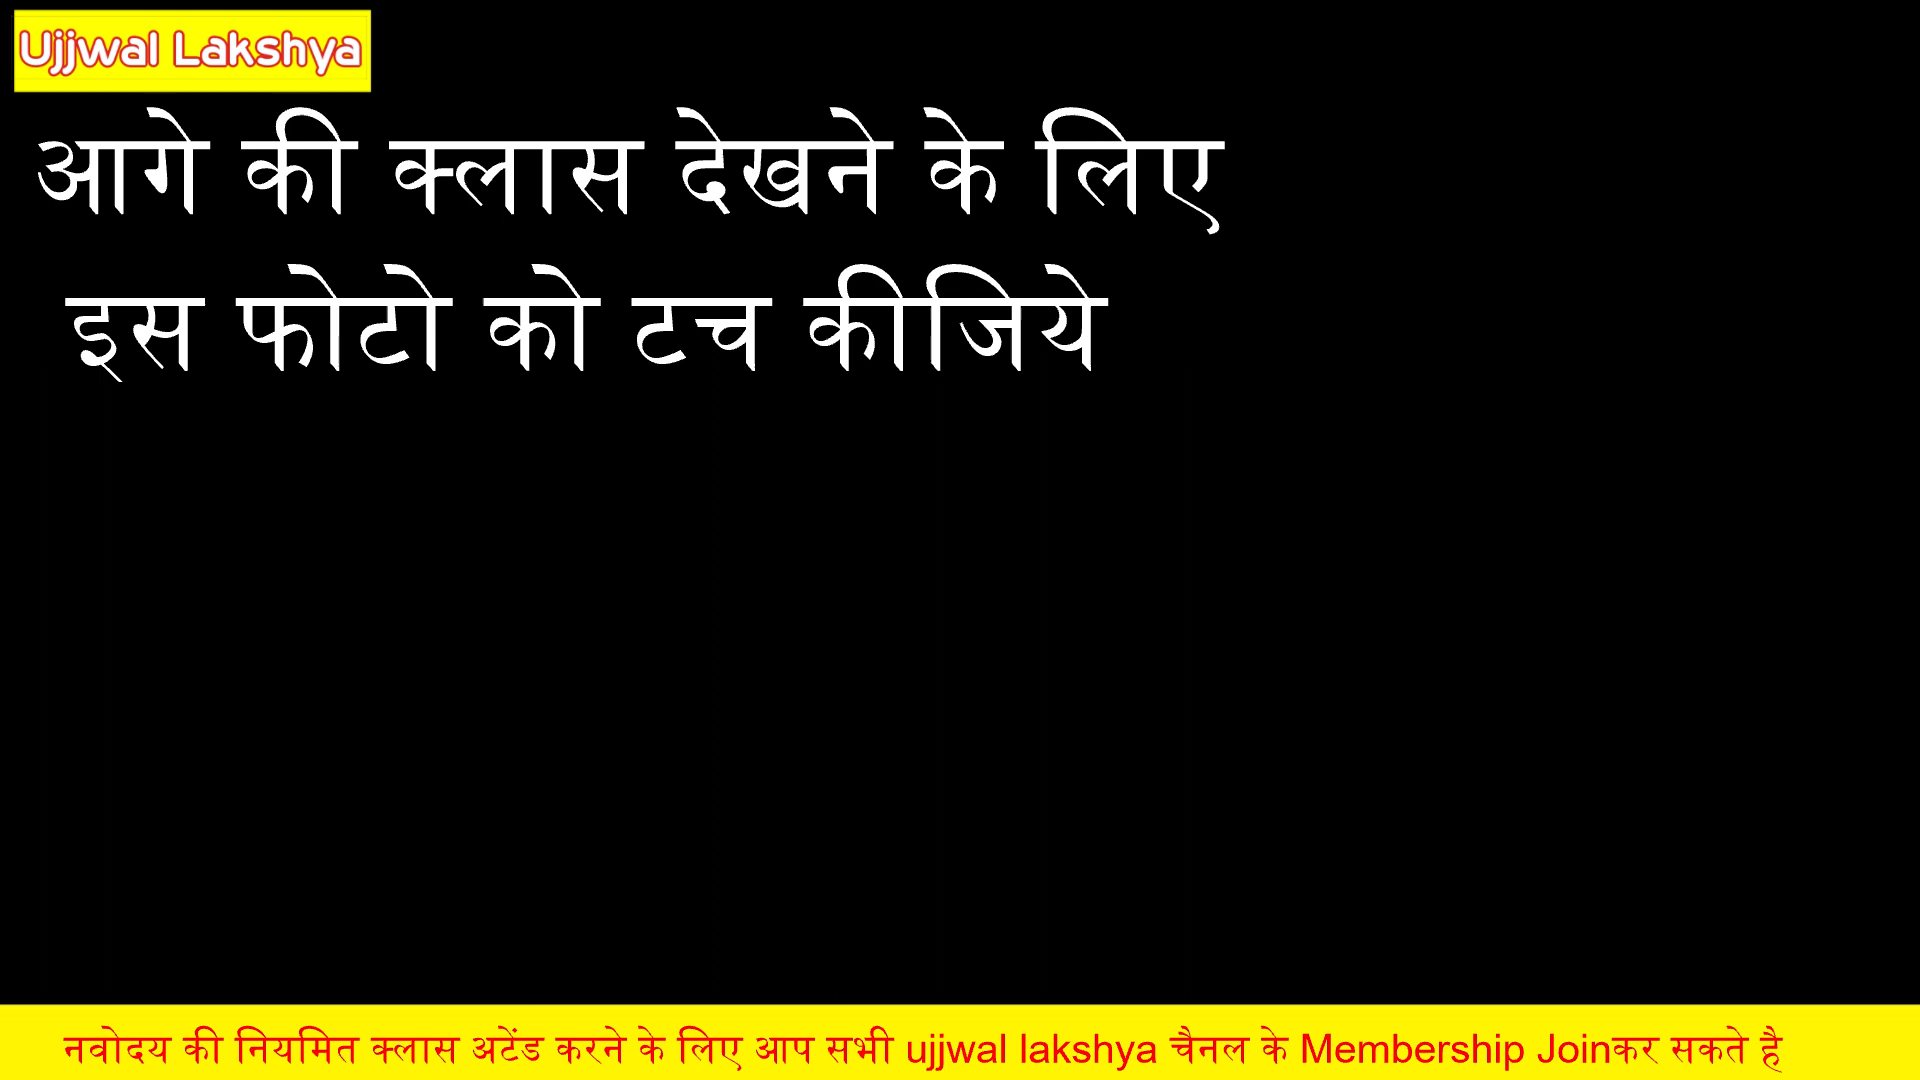 Ujjwal Lakshya
आगे की क्लास देखने के लिए
इस फोटो को टच कीजिये
नवोदय की नियमित क्लास अटेंड करने के लिए आप सभी ujjwal lakshya चैनल के Membership Joinकर सकते है